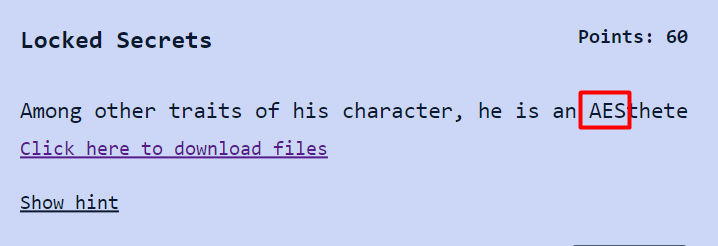 Locked Secrets
Points: 60
Among other traits of his character, he is an AESthete
Click here to download files
Show hint